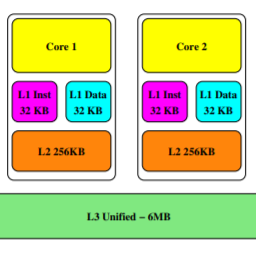 Core 1
Core 2
L1 Inst
32 KB
L1 Data
32 KB
L1 Inst
32 KB
L1 Data
32 KB
L2 256KB
L2 256KB
L3 Unified – 6MB